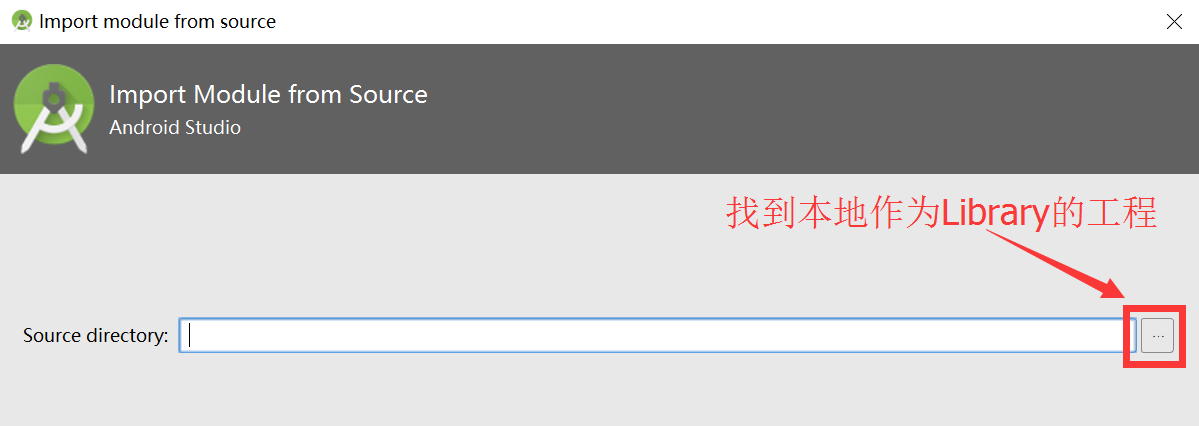 Import module from source
Import Module from Source
Android Studio
找到本地作为Library的工程
Source directory:
...